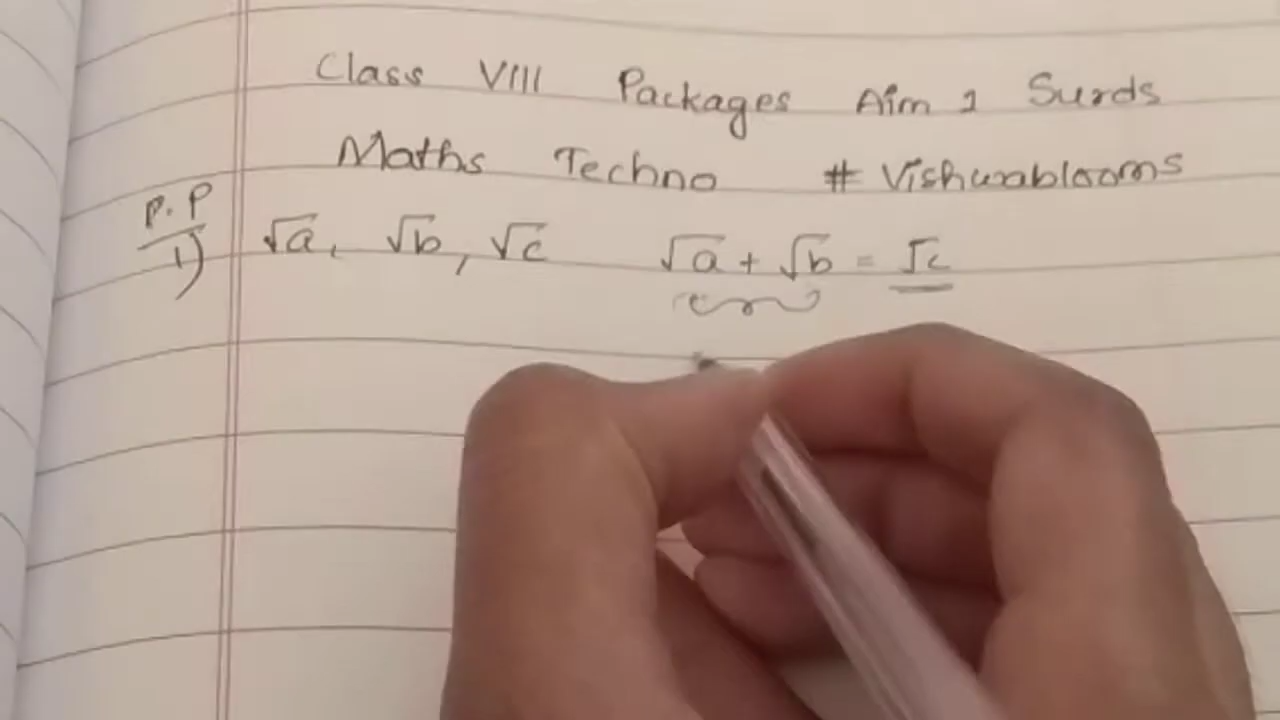 Class VIII Packages Aim 1 Surds
Maths Techno # Vishwablooms
P.P
1) √a, √b, √c √a + √b = √c